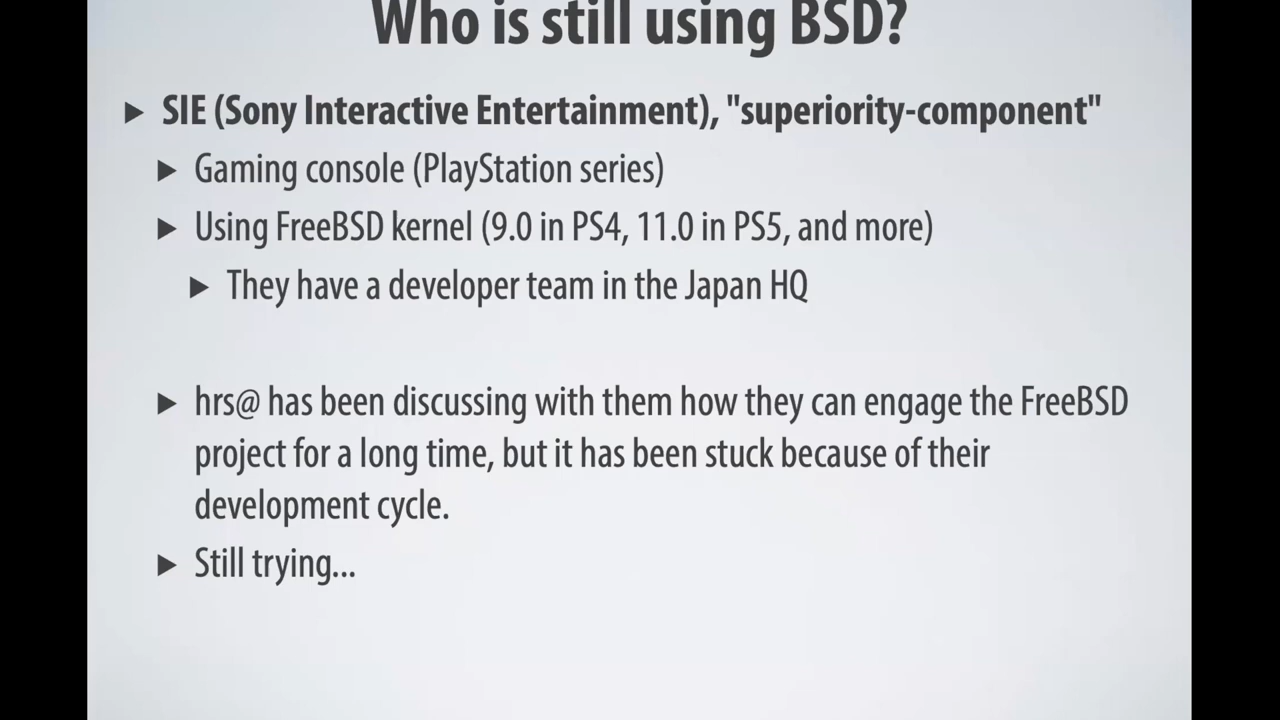 Who is still using BSD?
▶ SIE (Sony Interactive Entertainment), "superiority-component"
▶ Gaming console (PlayStation series)
▶ Using FreeBSD kernel (9.0 in PS4, 11.0 in PS5, and more)
▶ They have a developer team in the Japan HQ
▶ hrs@ has been discussing with them how they can engage the FreeBSD
project for a long time, but it has been stuck because of their
development cycle.
▶ Still trying...